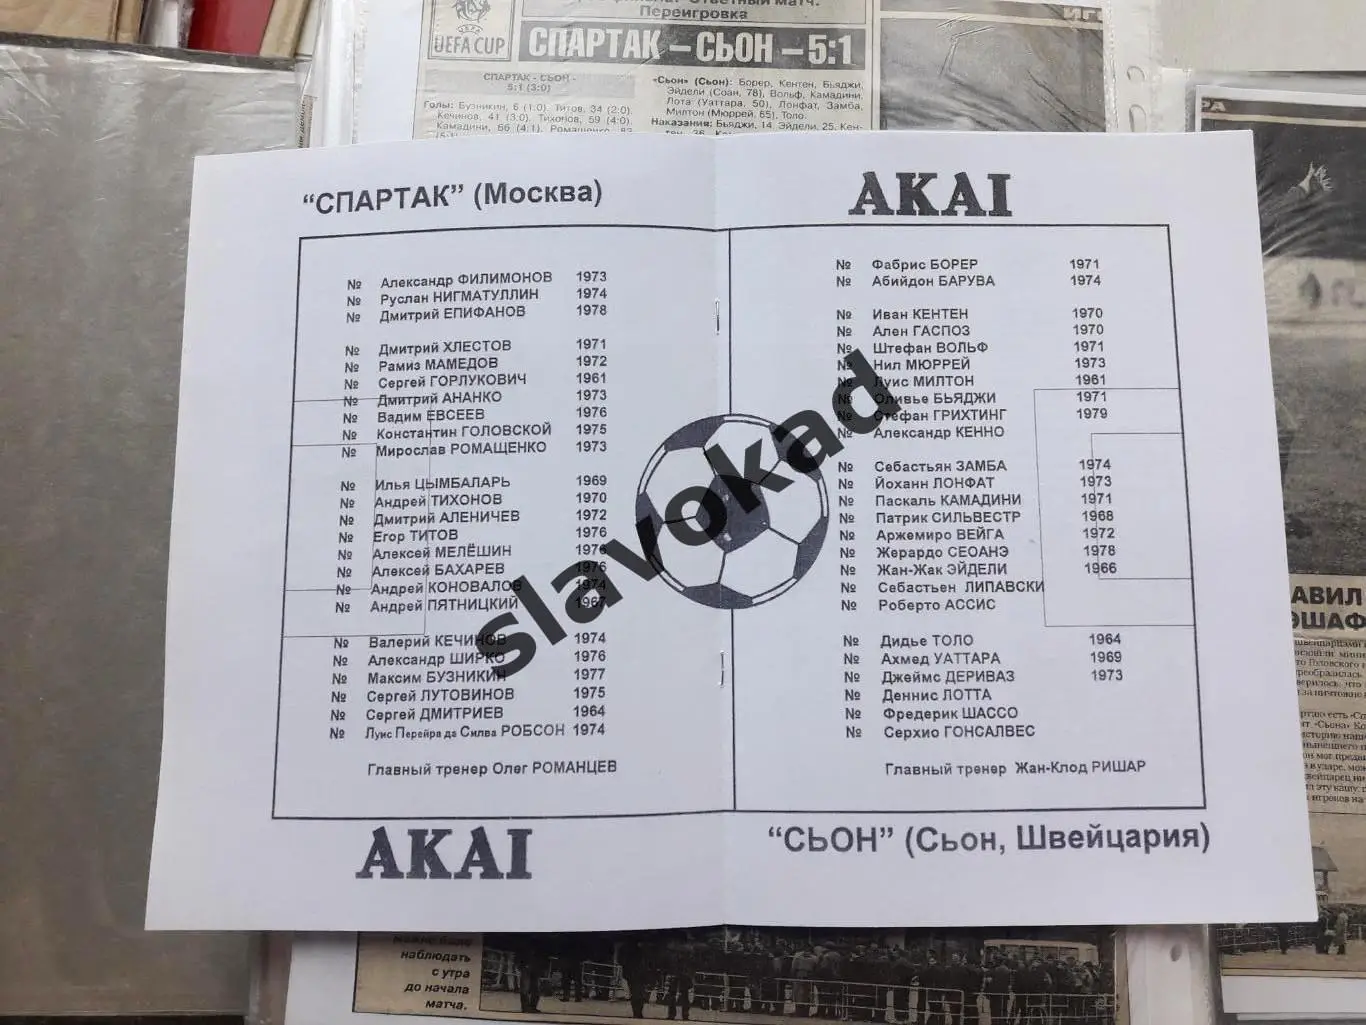 Переигровка
UEFA CUP
СПАРТАК – СЬОН – 5:1
СПАРТАК - СЬОН -
5:1 (3:0)
Голы: Бузникин, 6 (1:0). Титов, 34 (2:0).
Кечинов, 41 (3:0). Тихонов, 59 (4:0).
Камадини, 66 (4:1). Ромащенко, 83
«Сьон» (Сьон): Борер, Кентен, Бьяджи,
Эйдели (Соан, 78), Вольф, Камадини,
Лота (Уаттара, 50), Лонфат, Замба,
Милтон (Мюррей, 65), Толо.
Наказания: Бьяджи, 14, Эйдели, 25, Кен-
"СПАРТАК" (Москва)
№ Александр ФИЛИМОНОВ 1973
№ Руслан НИГМАТУЛЛИН 1974
№ Дмитрий ЕПИФАНОВ 1978
№ Дмитрий ХЛЕСТОВ 1971
№ Рамиз МАМЕДОВ 1972
№ Сергей ГОРЛУКОВИЧ 1961
№ Дмитрий АНАНКО 1973
№ Вадим ЕВСЕЕВ 1976
№ Константин ГОЛОВСКОЙ 1975
№ Мирослав РОМАЩЕНКО 1973
№ Илья ЦЫМБАЛАРЬ 1969
№ Андрей ТИХОНОВ 1970
№ Дмитрий АЛЕНИЧЕВ 1972
№ Егор ТИТОВ 1976
№ Алексей МЕЛЁШИН 1976
№ Алексей БАХАРЕВ 1976
№ Андрей КОНОВАЛОВ 1974
№ Андрей ПЯТНИЦКИЙ 1967
№ Валерий КЕЧИНОВ 1974
№ Александр ШИРКО 1976
№ Максим БУЗНИКИН 1977
№ Сергей ЛУТОВИНОВ 1975
№ Сергей ДМИТРИЕВ 1964
№ Луис Перейра да Силва РОБСОН 1974
Главный тренер Олег РОМАНЦЕВ
AKAI
AKAI
№ Фабрис БОРЕР 1971
№ Абийдон БАРУВА 1974
№ Иван КЕНТЕН 1970
№ Ален ГАСПОЗ 1970
№ Штефан ВОЛЬФ 1971
№ Нил МЮРРЕЙ 1973
№ Луис МИЛТОН 1961
№ Оливье БЬЯДЖИ 1971
№ Стефан ГРИХТИНГ 1979
№ Александр КЕННО
№ Себастьян ЗАМБА 1974
№ Йоханн ЛОНФАТ 1973
№ Паскаль КАМАДИНИ 1971
№ Патрик СИЛЬВЕСТР 1968
№ Аржемиро ВЕЙГА 1972
№ Жерардо СЕОАНЭ 1978
№ Жан-Жак ЭЙДЕЛИ 1966
№ Себастьен ЛИПАВСКИ
№ Роберто АССИС
№ Дидье ТОЛО 1964
№ Ахмед УАТТАРА 1969
№ Джеймс ДЕРИВАЗ 1973
№ Деннис ЛОТТА
№ Фредерик ШАССО
№ Серхио ГОНСАЛВЕС
Главный тренер Жан-Клод РИШАР
"СЬОН" (Сьон, Швейцария)
slavokad
наблюдать
с утра
до начала
матча.